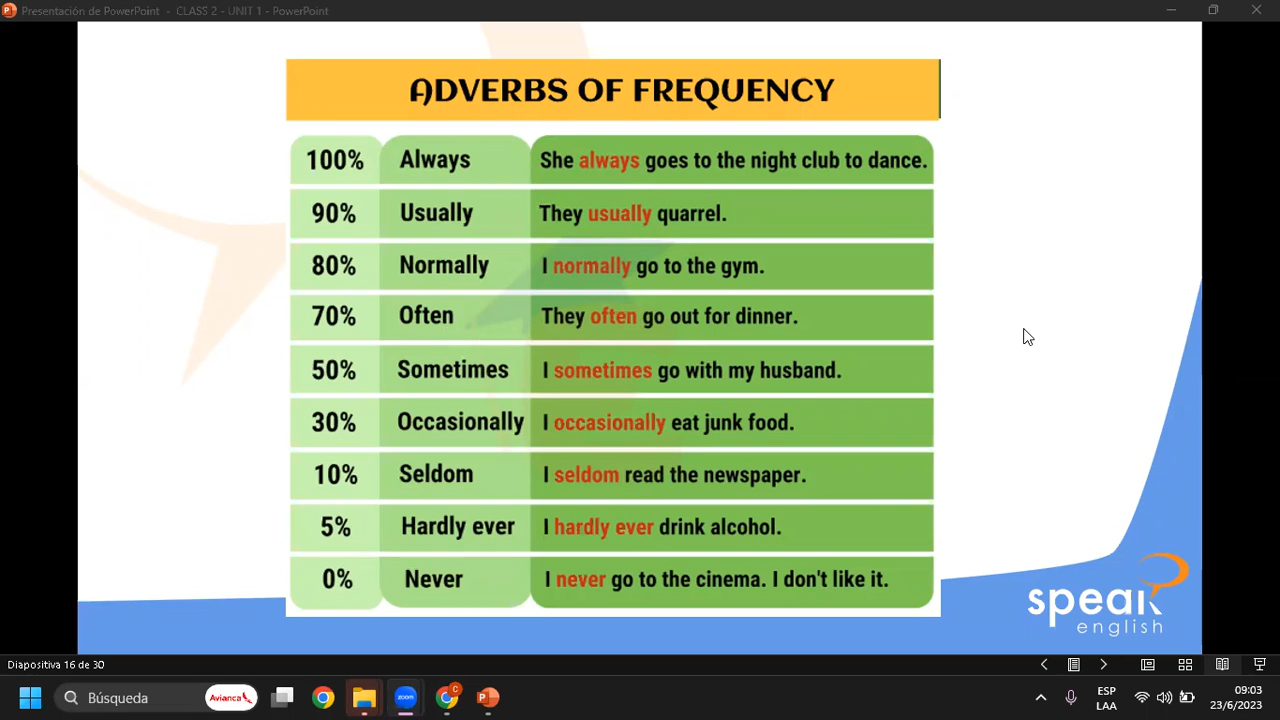 Presentación de PowerPoint - CLASS 2 - UNIT 1 - PowerPoint
ADVERBS OF FREQUENCY
100% Always She always goes to the night club to dance.
90% Usually They usually quarrel.
80% Normally I normally go to the gym.
70% Often They often go out for dinner.
50% Sometimes I sometimes go with my husband.
30% Occasionally I occasionally eat junk food.
10% Seldom I seldom read the newspaper.
5% Hardly ever I hardly ever drink alcohol.
0% Never I never go to the cinema. I don't like it.
speak
english
Diapositiva 16 de 30
Búsqueda
Avianca
zoom
C
ESP
LAA
09:03
23/6/2023